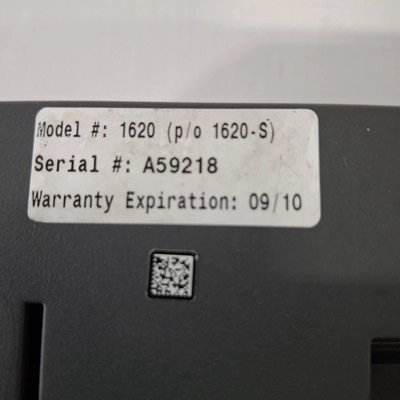 Model #: 1620 (p/o 1620-S)
Serial #: A59218
Warranty Expiration: 09/10